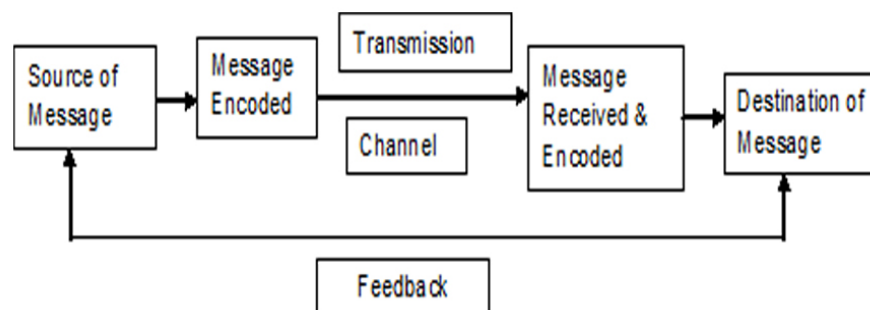 Source of
Message
Message
Encoded
Transmission
Channel
Message
Received &
Encoded
Destination of
Message
Feedback